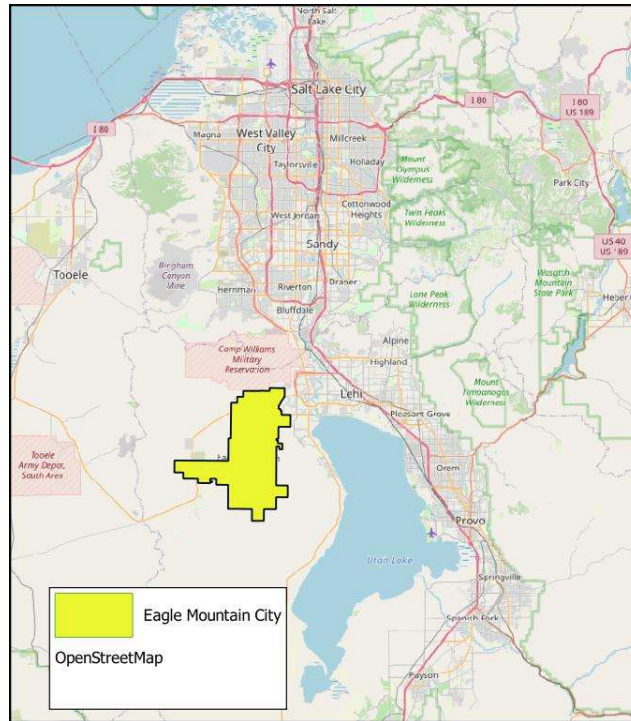 North Salt
Lake
Salt Lake City
I 80
I 80
US 189
I 80
Magna
West Valley
City
Millcreek
Taylorsville
Holladay
Mount
Olympus
Wilderness
Park City
Cottonwood
Heights
West Jordan
Twin Peaks
Wilderness
Sandy
US 40
US 189
Tooele
Bingham
Canyon
Mine
Riverton
Draper
Herriman
Lone Peak
Wilderness
Wasatch
Mountain
State Park
Heber
Bluffdale
Camp Williams
Military
Reservation
Alpine
Highland
Lehi
Mount
Timpanogos
Wilderness
Pleasant Grove
Tooele
Army Depot,
South Area
Orem
Provo
Utah Lake
Springville
Spanish Fork
Payson
Eagle Mountain City
OpenStreetMap